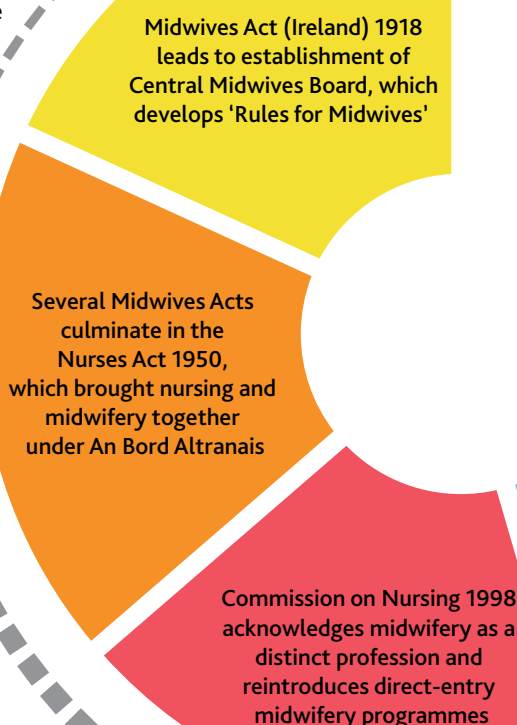 Midwives Act (Ireland) 1918
leads to establishment of
Central Midwives Board, which
develops ‘Rules for Midwives’
Several Midwives Acts
culminate in the
Nurses Act 1950,
which brought nursing and
midwifery together
under An Bord Altranais
Commission on Nursing 1998
acknowledges midwifery as a
distinct profession and
reintroduces direct-entry
midwifery programmes